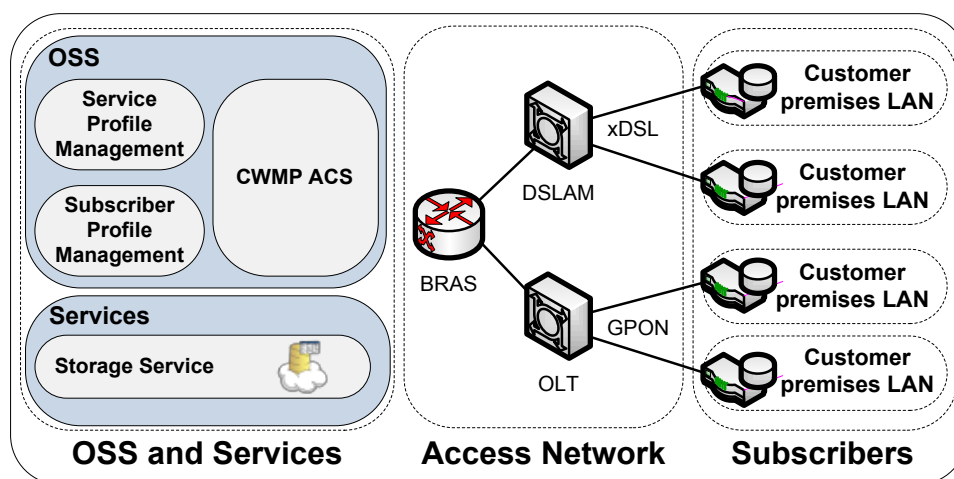 OSS
Service
Profile
Management
Subscriber
Profile
Management
CWMP ACS
Services
Storage Service
OSS and Services
xDSL
DSLAM
BRAS
GPON
OLT
Access Network
Customer
premises LAN
Customer
premises LAN
Customer
premises LAN
Customer
premises LAN
Subscribers